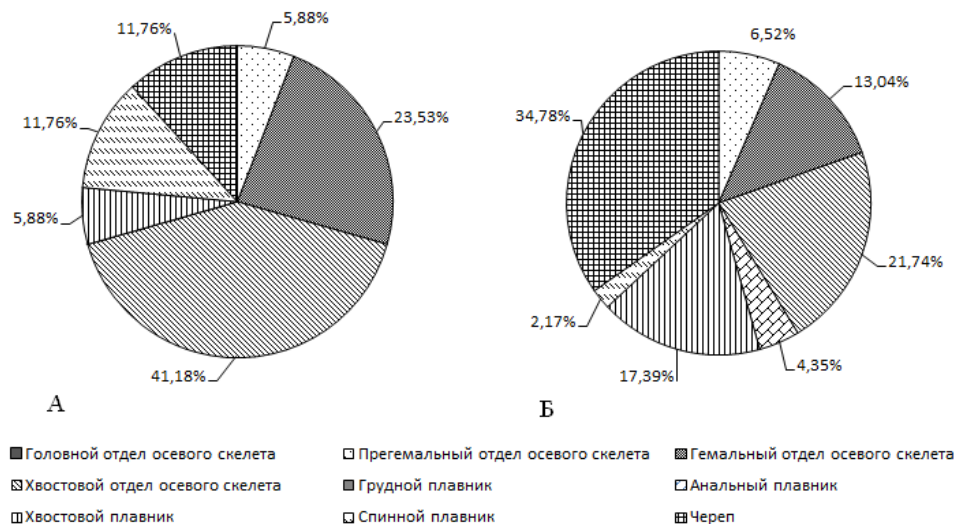 11,76%
5,88%
11,76%
23,53%
5,88%
41,18%
А
6,52%
13,04%
34,78%
21,74%
2,17%
4,35%
17,39%
Б
Головной отдел осевого скелета
Прегемальный отдел осевого скелета
Гемальный отдел осевого скелета
Хвостовой отдел осевого скелета
Грудной плавник
Анальный плавник
Хвостовой плавник
Спинной плавник
Череп